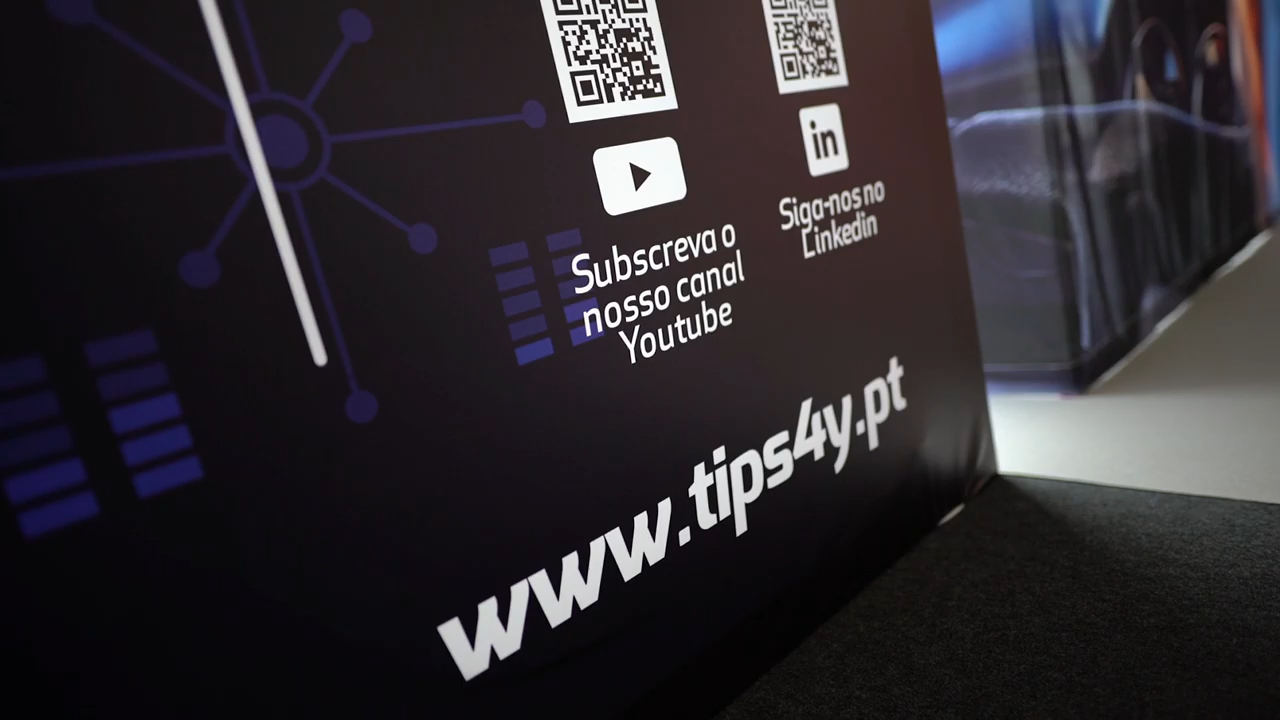 Subscreva o
nosso canal
Youtube
in
Siga-nos no
Linkedin
www.tips4y.pt